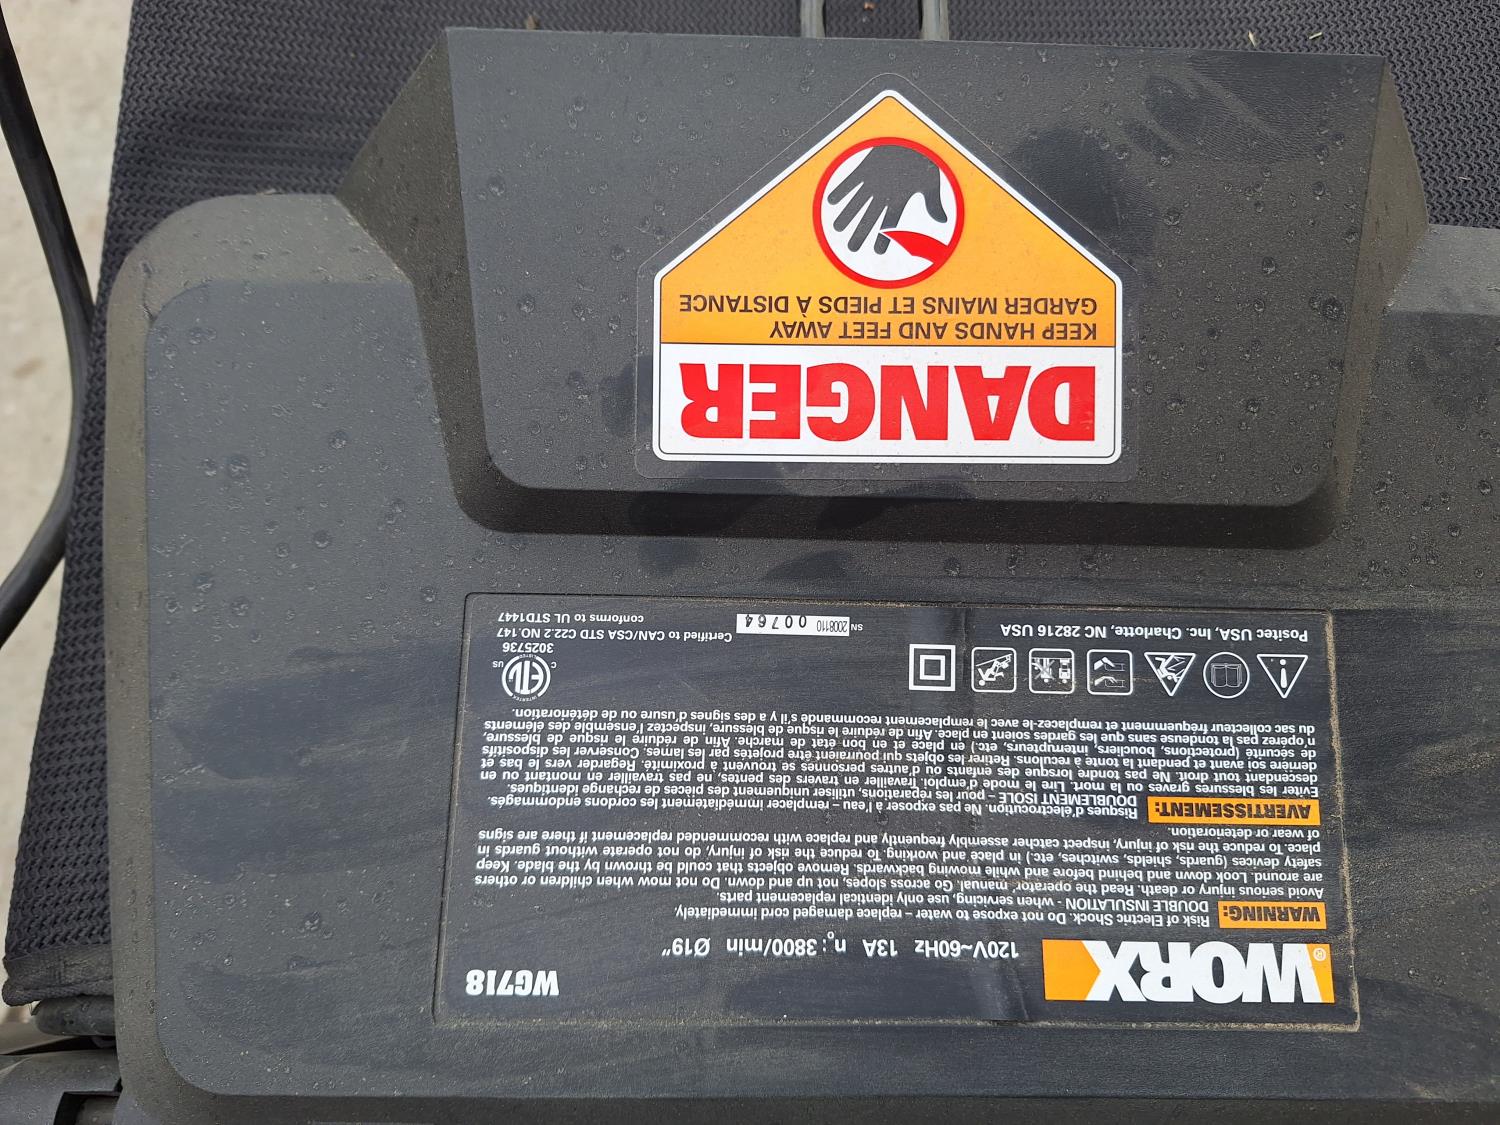 WORX®
120V~60Hz 13A n₀: 3800/min Ø19"
WG718
WARNING: Risk of Electric Shock. Do not expose to water – replace damaged cord immediately.
DOUBLE INSULATION - when servicing, use only identical replacement parts.
Avoid serious injury or death. Read the operator' manual. Go across slopes, not up and down. Do not mow when children or others
are around. Look down and behind before and while moving backwards. Remove objects that could be thrown by the blade. Keep
safety devices (guards, shields, switches, etc.) in place and working. To reduce the risk of injury, do not operate without guards in
place. To reduce the risk of injury, inspect catcher assembly frequently and replace with recommended replacement if there are signs
of wear or deterioration.
AVERTISSEMENT: Risques d'électrocution. Ne pas exposer à l'eau – remplacer immédiatement les cordons endommagés.
DOUBLEMENT ISOLE – pour les réparations, utiliser uniquement des pièces de rechange identiques.
Eviter les blessures graves ou la mort. Lire le mode d'emploi. Travailler en travers des pentes, ne pas travailler en montant ou en
descendant tout droit. Ne pas tondre lorsque des enfants ou d'autres personnes se trouvent à proximité. Regarder vers le bas et
derrière soi avant et pendant la tonte à reculons. Retirer les objets qui pourraient être projetés par les lames. Conserver les dispositifs
de sécurité (protections, boucliers, interrupteurs, etc.) en place et en bon état de marche. Afin de réduire le risque de blessure,
n'opérez pas la tondeuse sans que les gardes soient en place. Afin de réduire le risque de blessure, inspectez l'ensemble des éléments
du sac collecteur fréquemment et remplacez-le avec le remplacement recommande s'il y a des signes d'usure ou de détérioration.
C ETL US
LISTED
INTERTEK
3025736
Positec USA, Inc. Charlotte, NC 28216 USA
SN 2008110 00764
Certified to CAN/CSA STD C22.2 NO.147
conforms to UL STD1447
DANGER
KEEP HANDS AND FEET AWAY
GARDER MAINS ET PIEDS À DISTANCE